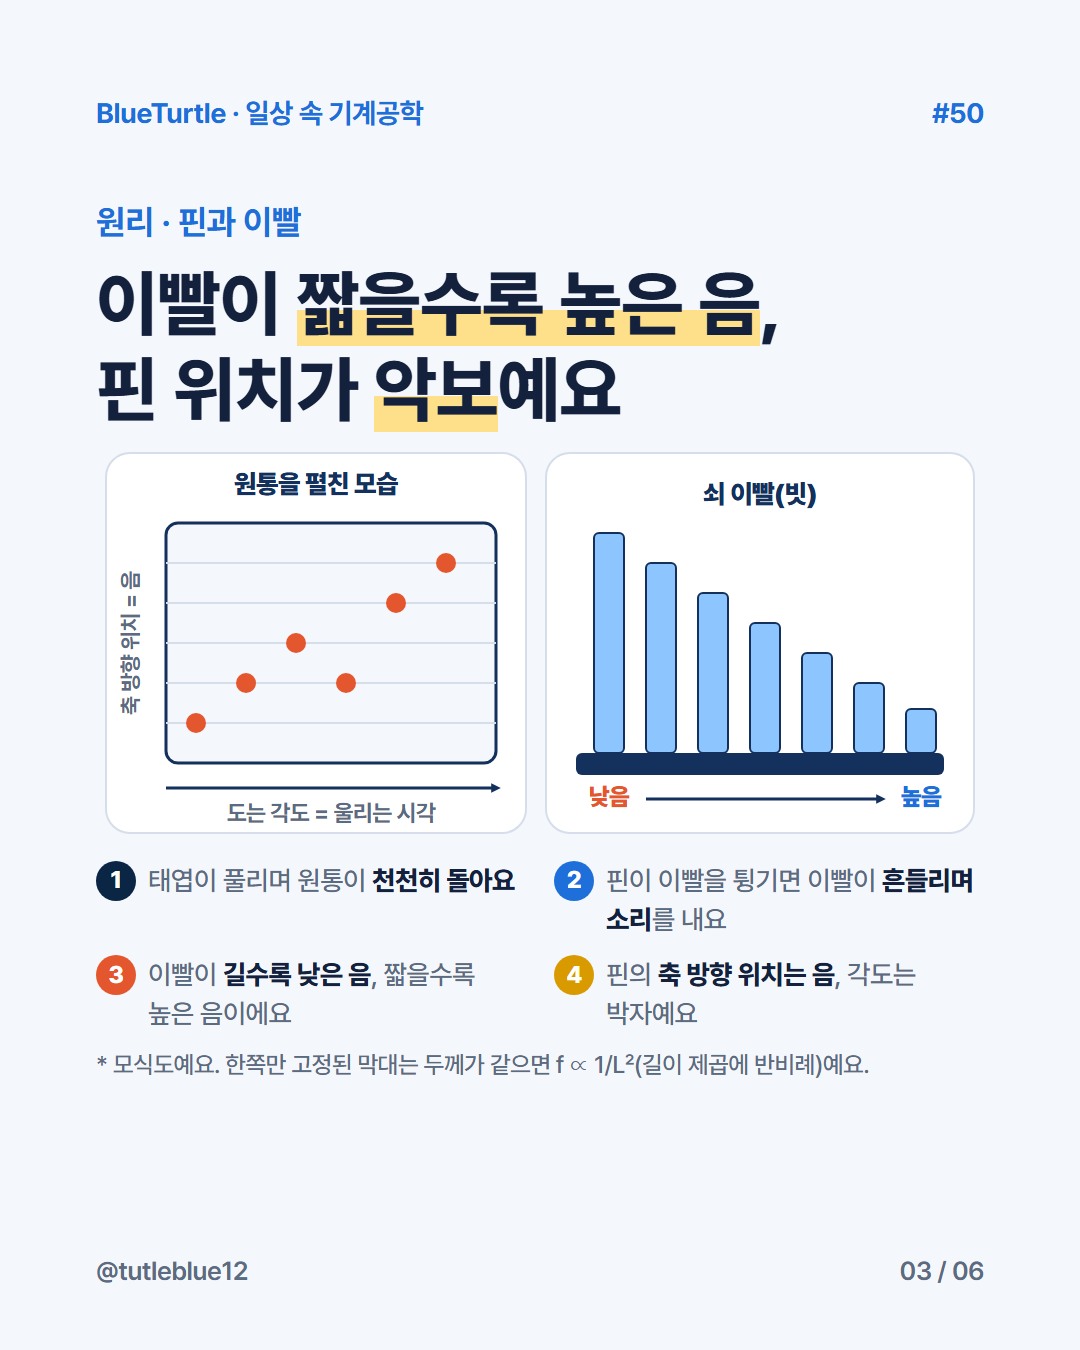 BlueTurtle · 일상 속 기계공학
#50
원리 · 핀과 이빨
이빨이 짧을수록 높은 음,
핀 위치가 악보예요
원통을 펼친 모습
축 방향 위치 = 음
도는 각도 = 울리는 시각
쇠 이빨(빗)
낮음
높음
1 태엽이 풀리며 원통이 천천히 돌아요
2 핀이 이빨을 튕기면 이빨이 흔들리며
소리를 내요
3 이빨이 길수록 낮은 음, 짧을수록
높은 음이에요
4 핀의 축 방향 위치는 음, 각도는
박자예요
* 모식도예요. 한쪽만 고정된 막대는 두께가 같으면 f ∝ 1/L²(길이 제곱에 반비례)예요.
@tutleblue12
03 / 06